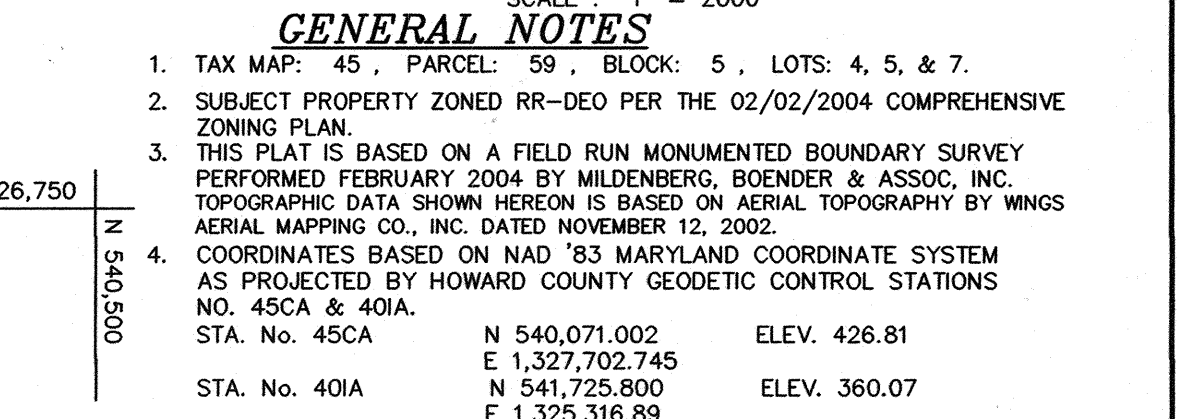 SCALE : 1" = 2000'
GENERAL NOTES
1. TAX MAP: 45 , PARCEL: 59 , BLOCK: 5 , LOTS: 4, 5, & 7.
2. SUBJECT PROPERTY ZONED RR-DEO PER THE 02/02/2004 COMPREHENSIVE
ZONING PLAN.
3. THIS PLAT IS BASED ON A FIELD RUN MONUMENTED BOUNDARY SURVEY
PERFORMED FEBRUARY 2004 BY MILDENBERG, BOENDER & ASSOC, INC.
TOPOGRAPHIC DATA SHOWN HEREON IS BASED ON AERIAL TOPOGRAPHY BY WINGS
AERIAL MAPPING CO., INC. DATED NOVEMBER 12, 2002.
4. COORDINATES BASED ON NAD '83 MARYLAND COORDINATE SYSTEM
AS PROJECTED BY HOWARD COUNTY GEODETIC CONTROL STATIONS
NO. 45CA & 40IA.
STA. No. 45CA N 540,071.002 ELEV. 426.81
E 1,327,702.745
STA. No. 40IA N 541,725.800 ELEV. 360.07
E 1,325,316.89
26,750
N 540,500